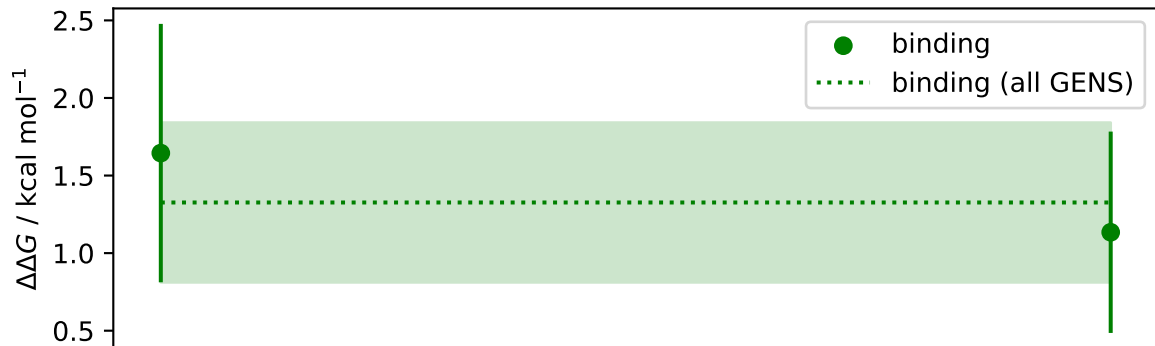 2.5
2.0
1.5
1.0
0.5
ΔΔG / kcal mol⁻¹
binding
binding (all GENS)